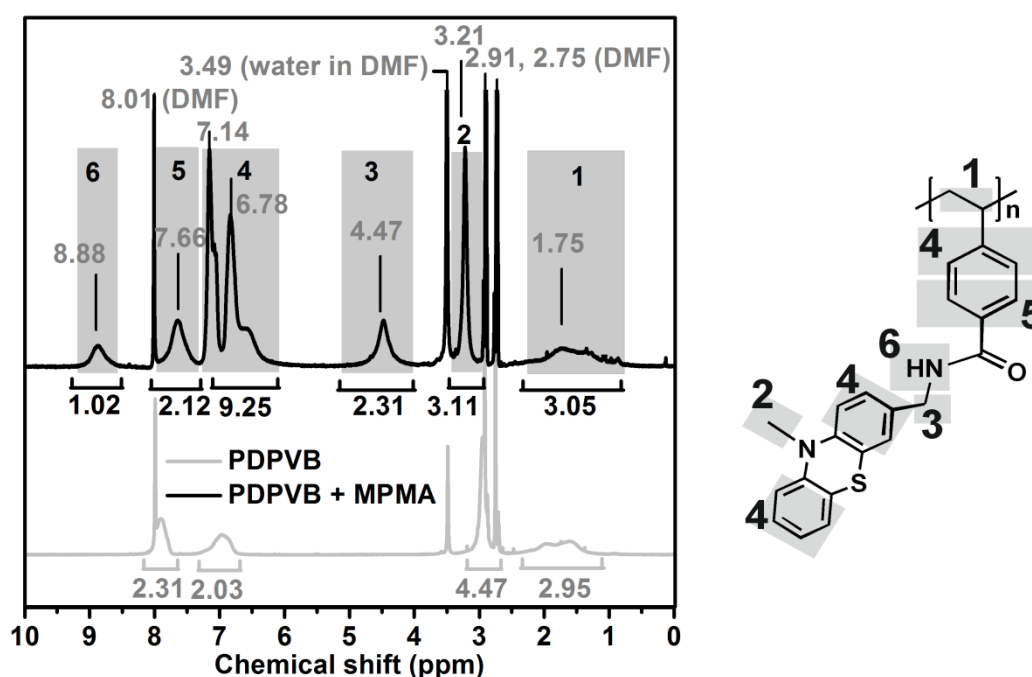 3.21
3.49 (water in DMF)
2.91, 2.75 (DMF)
8.01 (DMF)
7.14
2
6
5
4
3
1
6.78
8.88
7.66
4.47
1.75
1.02
2.12
9.25
2.31
3.11
3.05
PDPVB
PDPVB + MPMA
2.31
2.03
4.47
2.95
10 9 8 7 6 5 4 3 2 1 0
Chemical shift (ppm)
1
n
4
5
6
HN
O
2
4
3
N
S
4